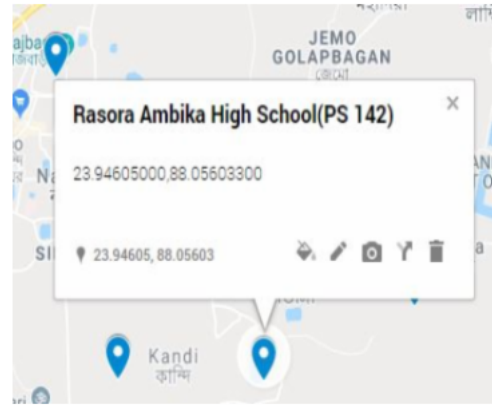 JEMO
GOLAPBAGAN
জেমো
Rasora Ambika High School(PS 142)
23.94605000,88.05603300
23.94605, 88.05603
Kandi
কান্দি